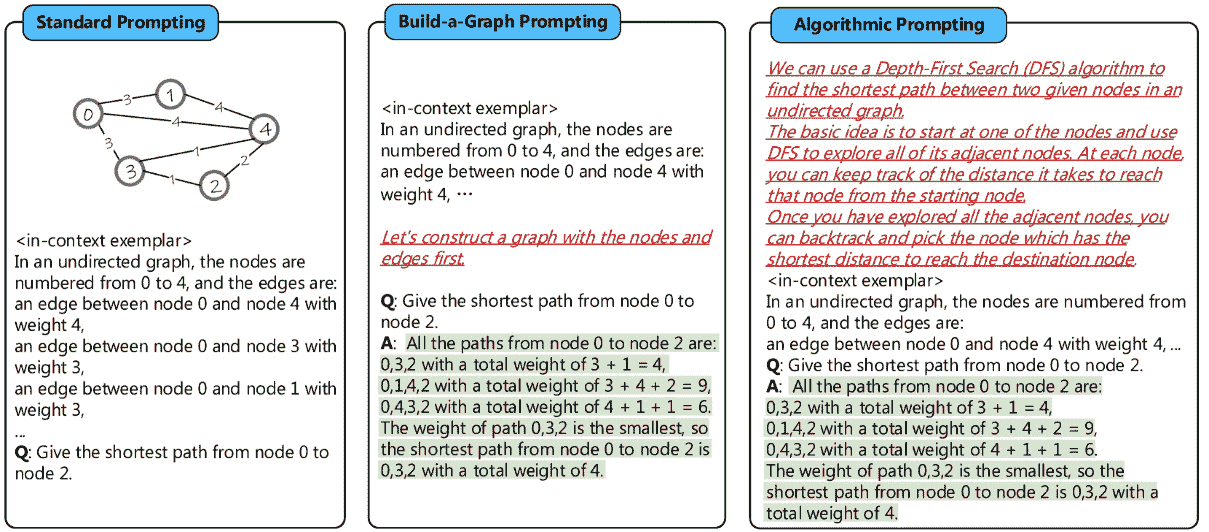 Standard Prompting
0
1
4
3
2
3
4
4
3
1
2
1
<in-context exemplar>
In an undirected graph, the nodes are
numbered from 0 to 4, and the edges are:
an edge between node 0 and node 4 with
weight 4,
an edge between node 0 and node 3 with
weight 3,
an edge between node 0 and node 1 with
weight 3,
...
Q: Give the shortest path from node 0 to
node 2.
Build-a-Graph Prompting
<in-context exemplar>
In an undirected graph, the nodes are
numbered from 0 to 4, and the edges are:
an edge between node 0 and node 4 with
weight 4, ⋯
Let's construct a graph with the nodes and
edges first.
Q: Give the shortest path from node 0 to
node 2.
A: All the paths from node 0 to node 2 are:
0,3,2 with a total weight of 3 + 1 = 4,
0,1,4,2 with a total weight of 3 + 4 + 2 = 9,
0,4,3,2 with a total weight of 4 + 1 + 1 = 6.
The weight of path 0,3,2 is the smallest, so
the shortest path from node 0 to node 2 is
0,3,2 with a total weight of 4.
Algorithmic Prompting
We can use a Depth-First Search (DFS) algorithm to
find the shortest path between two given nodes in an
undirected graph.
The basic idea is to start at one of the nodes and use
DFS to explore all of its adjacent nodes. At each node,
you can keep track of the distance it takes to reach
that node from the starting node.
Once you have explored all the adjacent nodes, you
can backtrack and pick the node which has the
shortest distance to reach the destination node.
<in-context exemplar>
In an undirected graph, the nodes are numbered from
0 to 4, and the edges are:
an edge between node 0 and node 4 with weight 4, ...
Q: Give the shortest path from node 0 to node 2.
A: All the paths from node 0 to node 2 are:
0,3,2 with a total weight of 3 + 1 = 4,
0,1,4,2 with a total weight of 3 + 4 + 2 = 9,
0,4,3,2 with a total weight of 4 + 1 + 1 = 6.
The weight of path 0,3,2 is the smallest, so the
shortest path from node 0 to node 2 is 0,3,2 with a
total weight of 4.